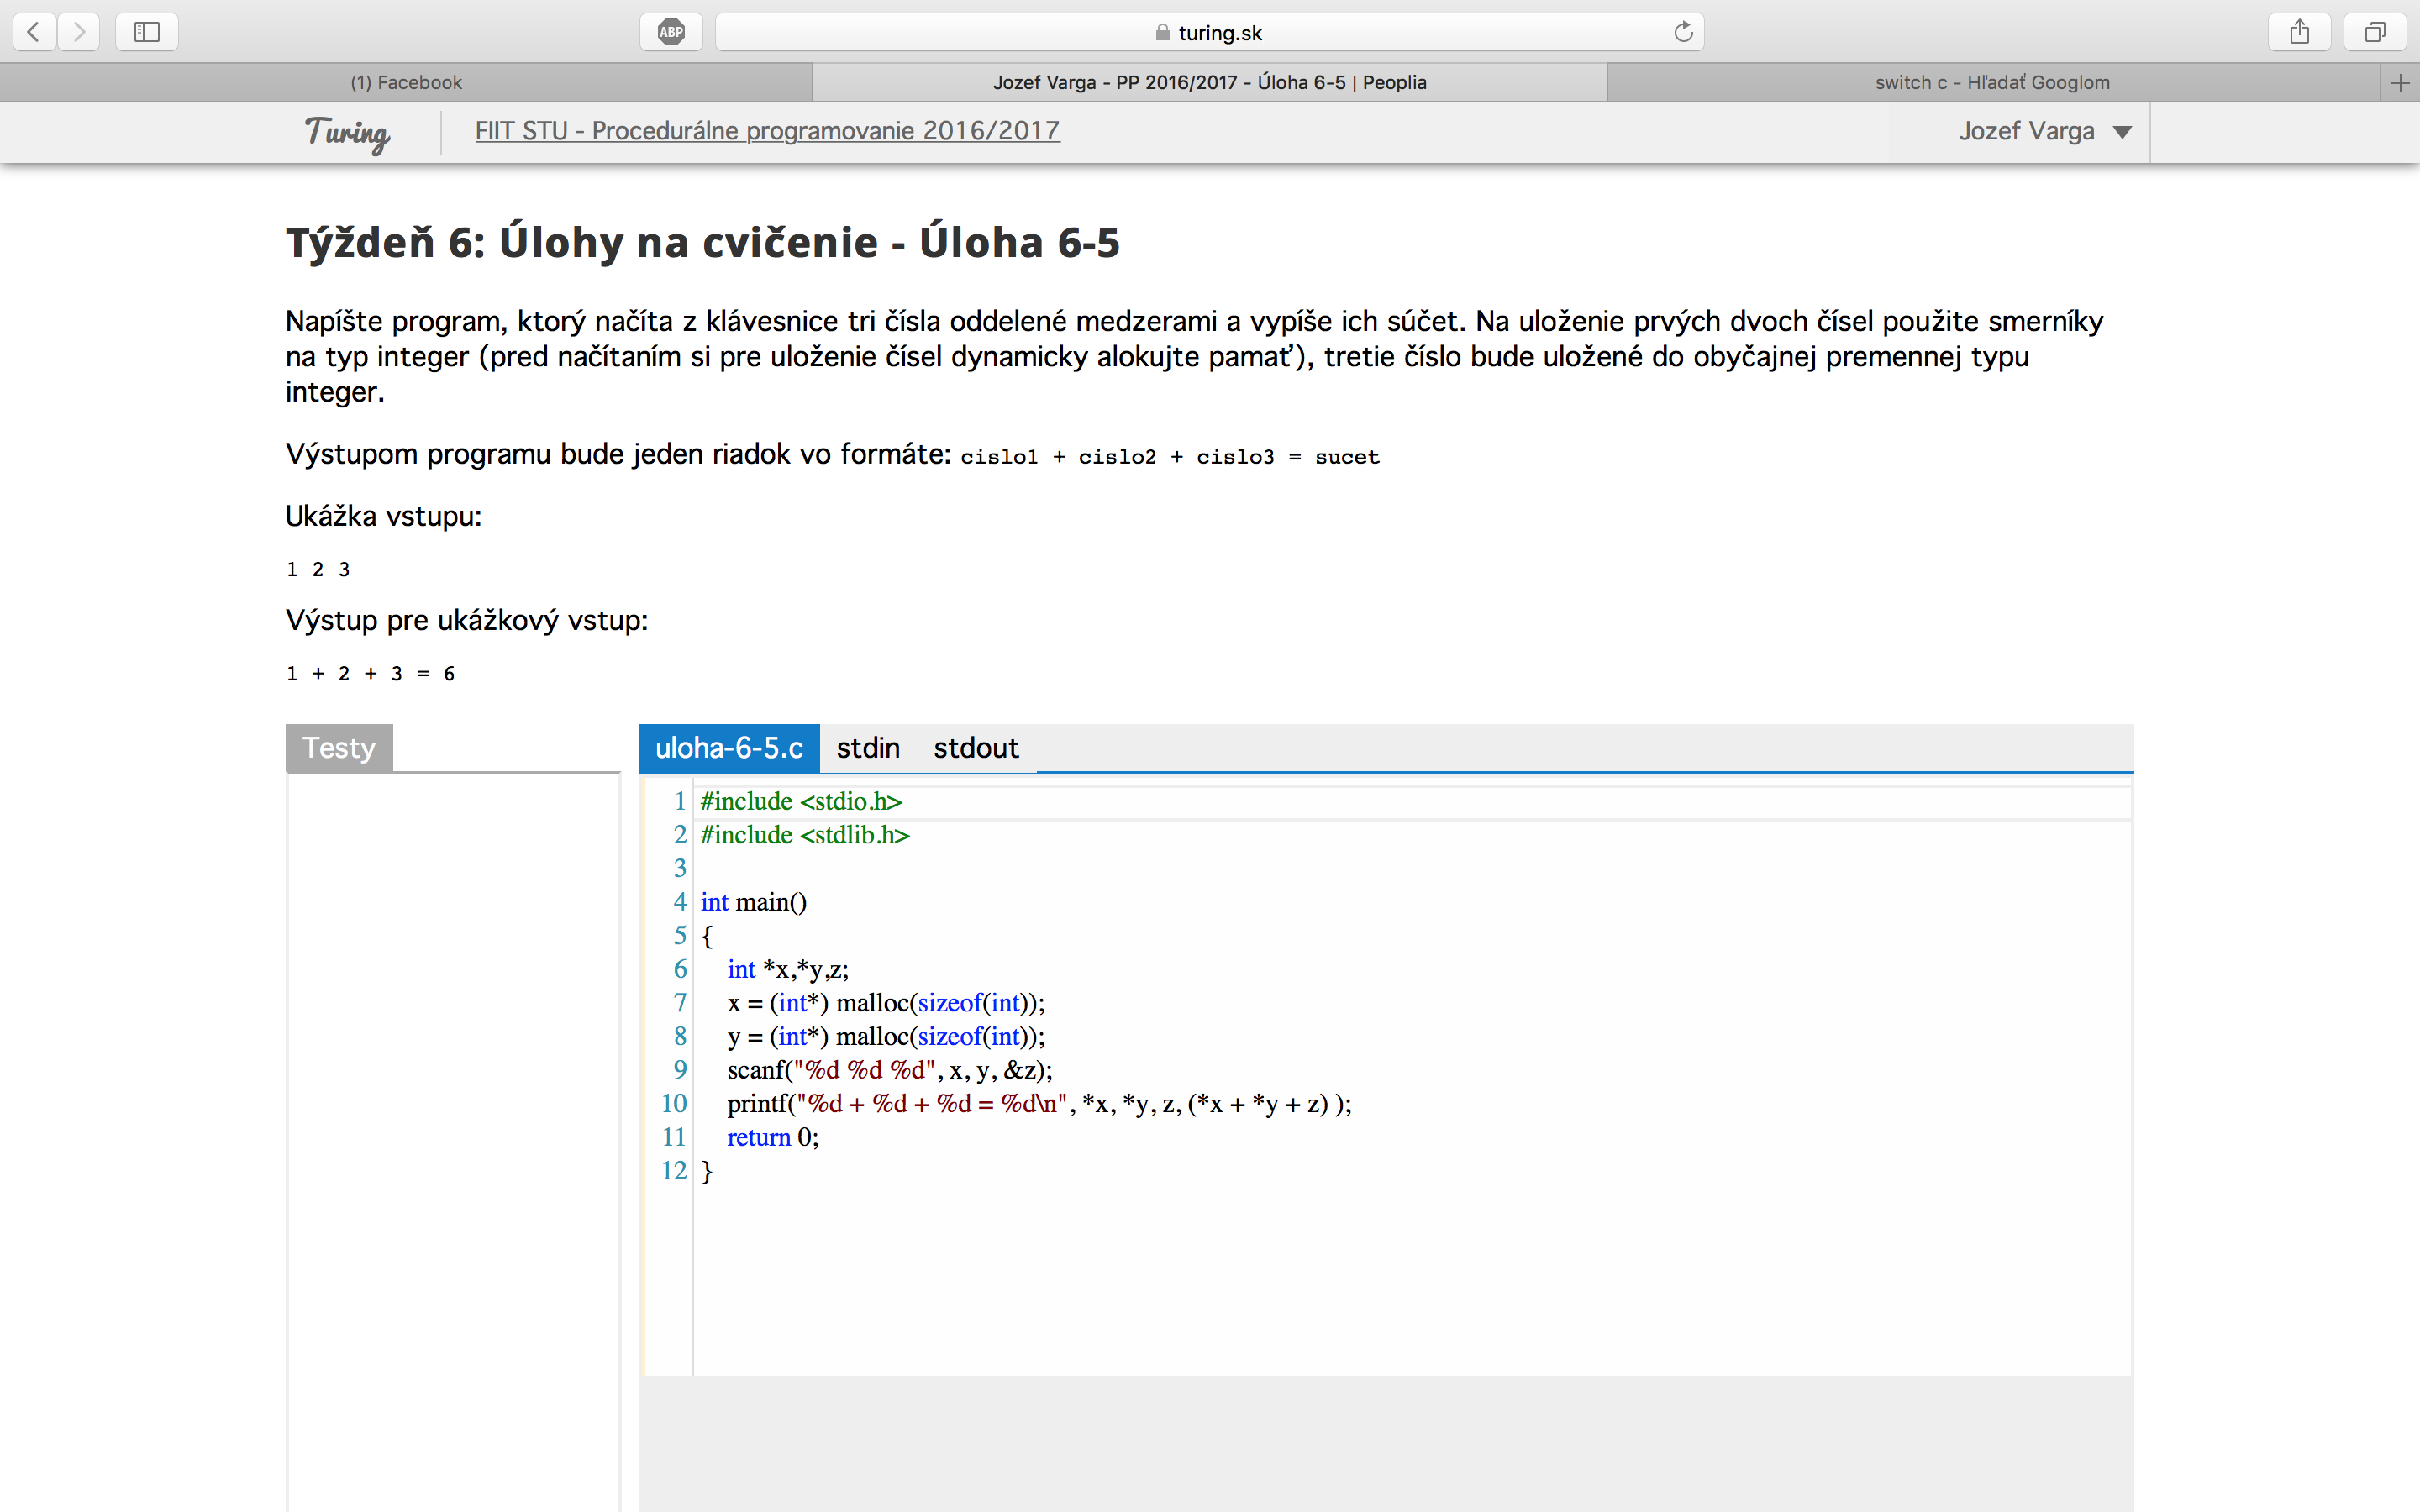 ABP
turing.sk
(1) Facebook
Jozef Varga - PP 2016/2017 - Úloha 6-5 | Peoplia
switch c - Hľadať Googlom
Turing
FIIT STU - Procedurálne programovanie 2016/2017
Jozef Varga
Týždeň 6: Úlohy na cvičenie - Úloha 6-5
Napíšte program, ktorý načíta z klávesnice tri čísla oddelené medzerami a vypíše ich súčet. Na uloženie prvých dvoch čísel použite smerníky
na typ integer (pred načítaním si pre uloženie čísel dynamicky alokujte pamať), tretie číslo bude uložené do obyčajnej premennej typu
integer.
Výstupom programu bude jeden riadok vo formáte: cislo1 + cislo2 + cislo3 = sucet
Ukážka vstupu:
1 2 3
Výstup pre ukážkový vstup:
1 + 2 + 3 = 6
Testy
uloha-6-5.c stdin stdout
1 #include <stdio.h>
2 #include <stdlib.h>
3
4 int main()
5 {
6 int *x,*y,z;
7 x = (int*) malloc(sizeof(int));
8 y = (int*) malloc(sizeof(int));
9 scanf("%d %d %d", x, y, &z);
10 printf("%d + %d + %d = %d\n", *x, *y, z, (*x + *y + z) );
11 return 0;
12 }